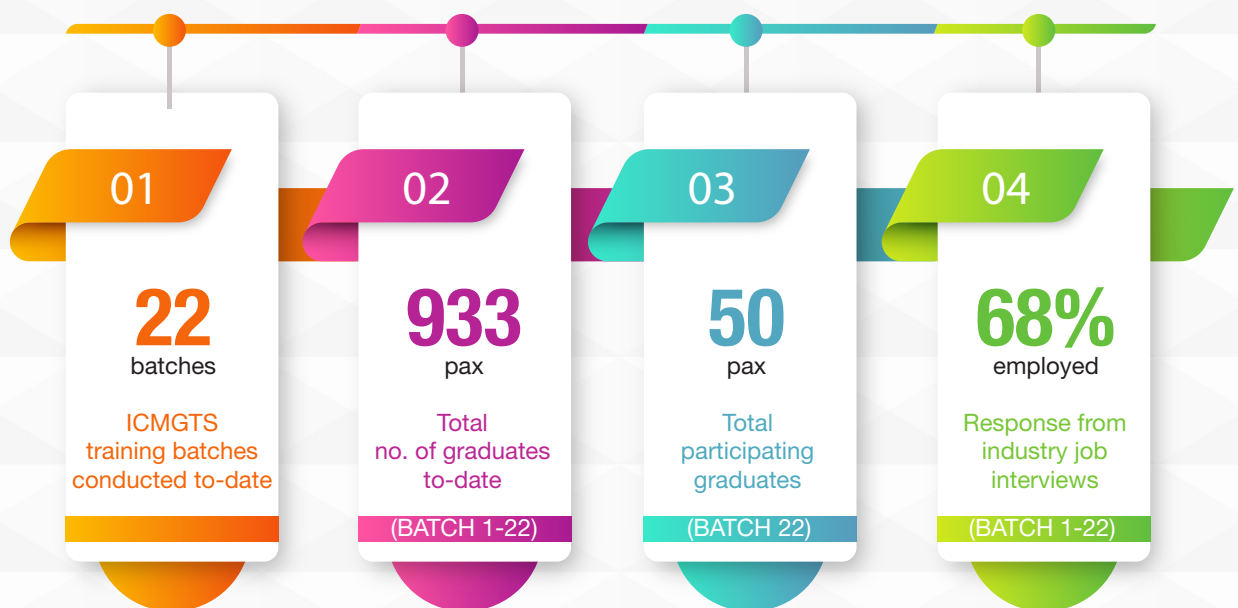 01
22
batches
ICMGTS
training batches
conducted to-date
02
933
pax
Total
no. of graduates
to-date
(BATCH 1-22)
03
50
pax
Total
participating
graduates
(BATCH 22)
04
68%
employed
Response from
industry job
interviews
(BATCH 1-22)